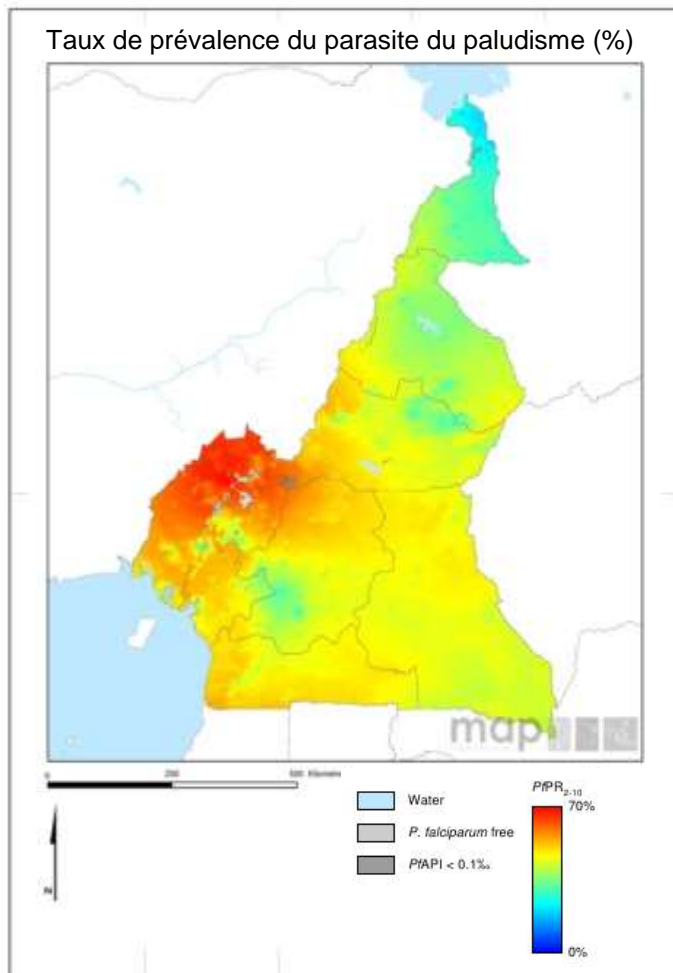 Taux de prévalence du parasite du paludisme (%)
map
0 250 500 Kilometers
Water
P. falciparum free
PfAPI < 0.1‰
PfPR2-10
70%
0%
N